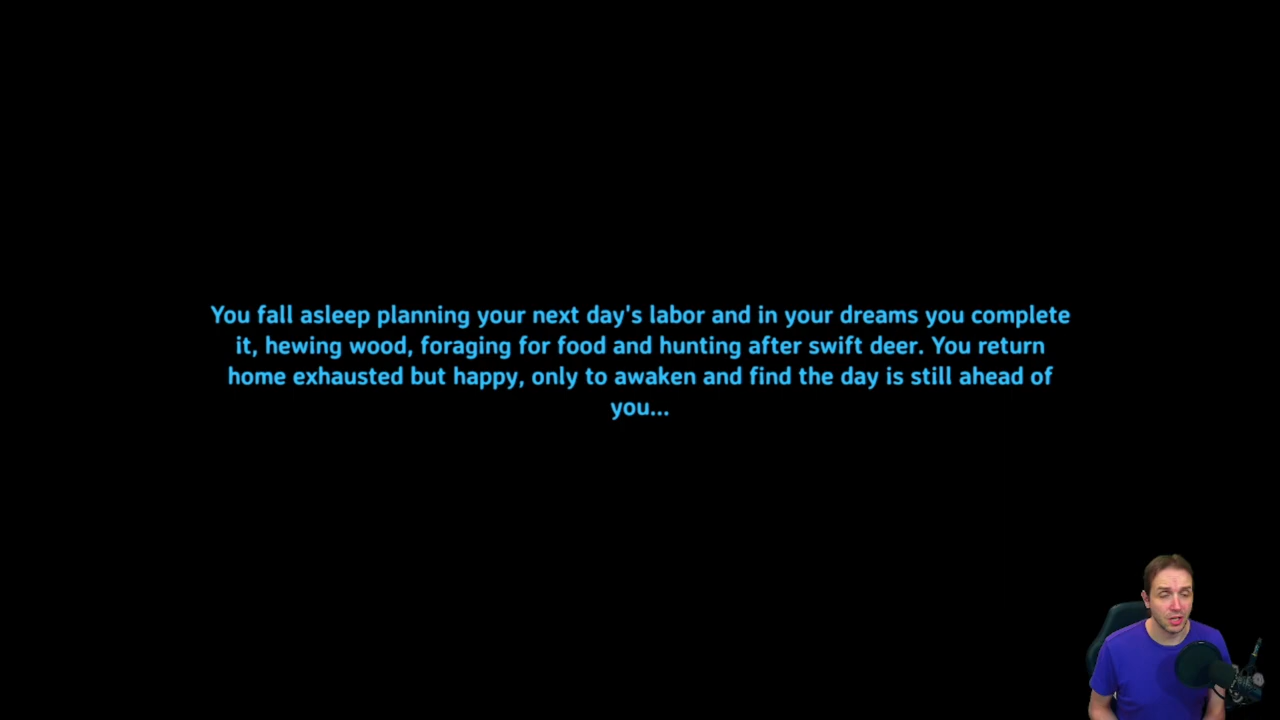 You fall asleep planning your next day's labor and in your dreams you complete
it, hewing wood, foraging for food and hunting after swift deer. You return
home exhausted but happy, only to awaken and find the day is still ahead of
you...